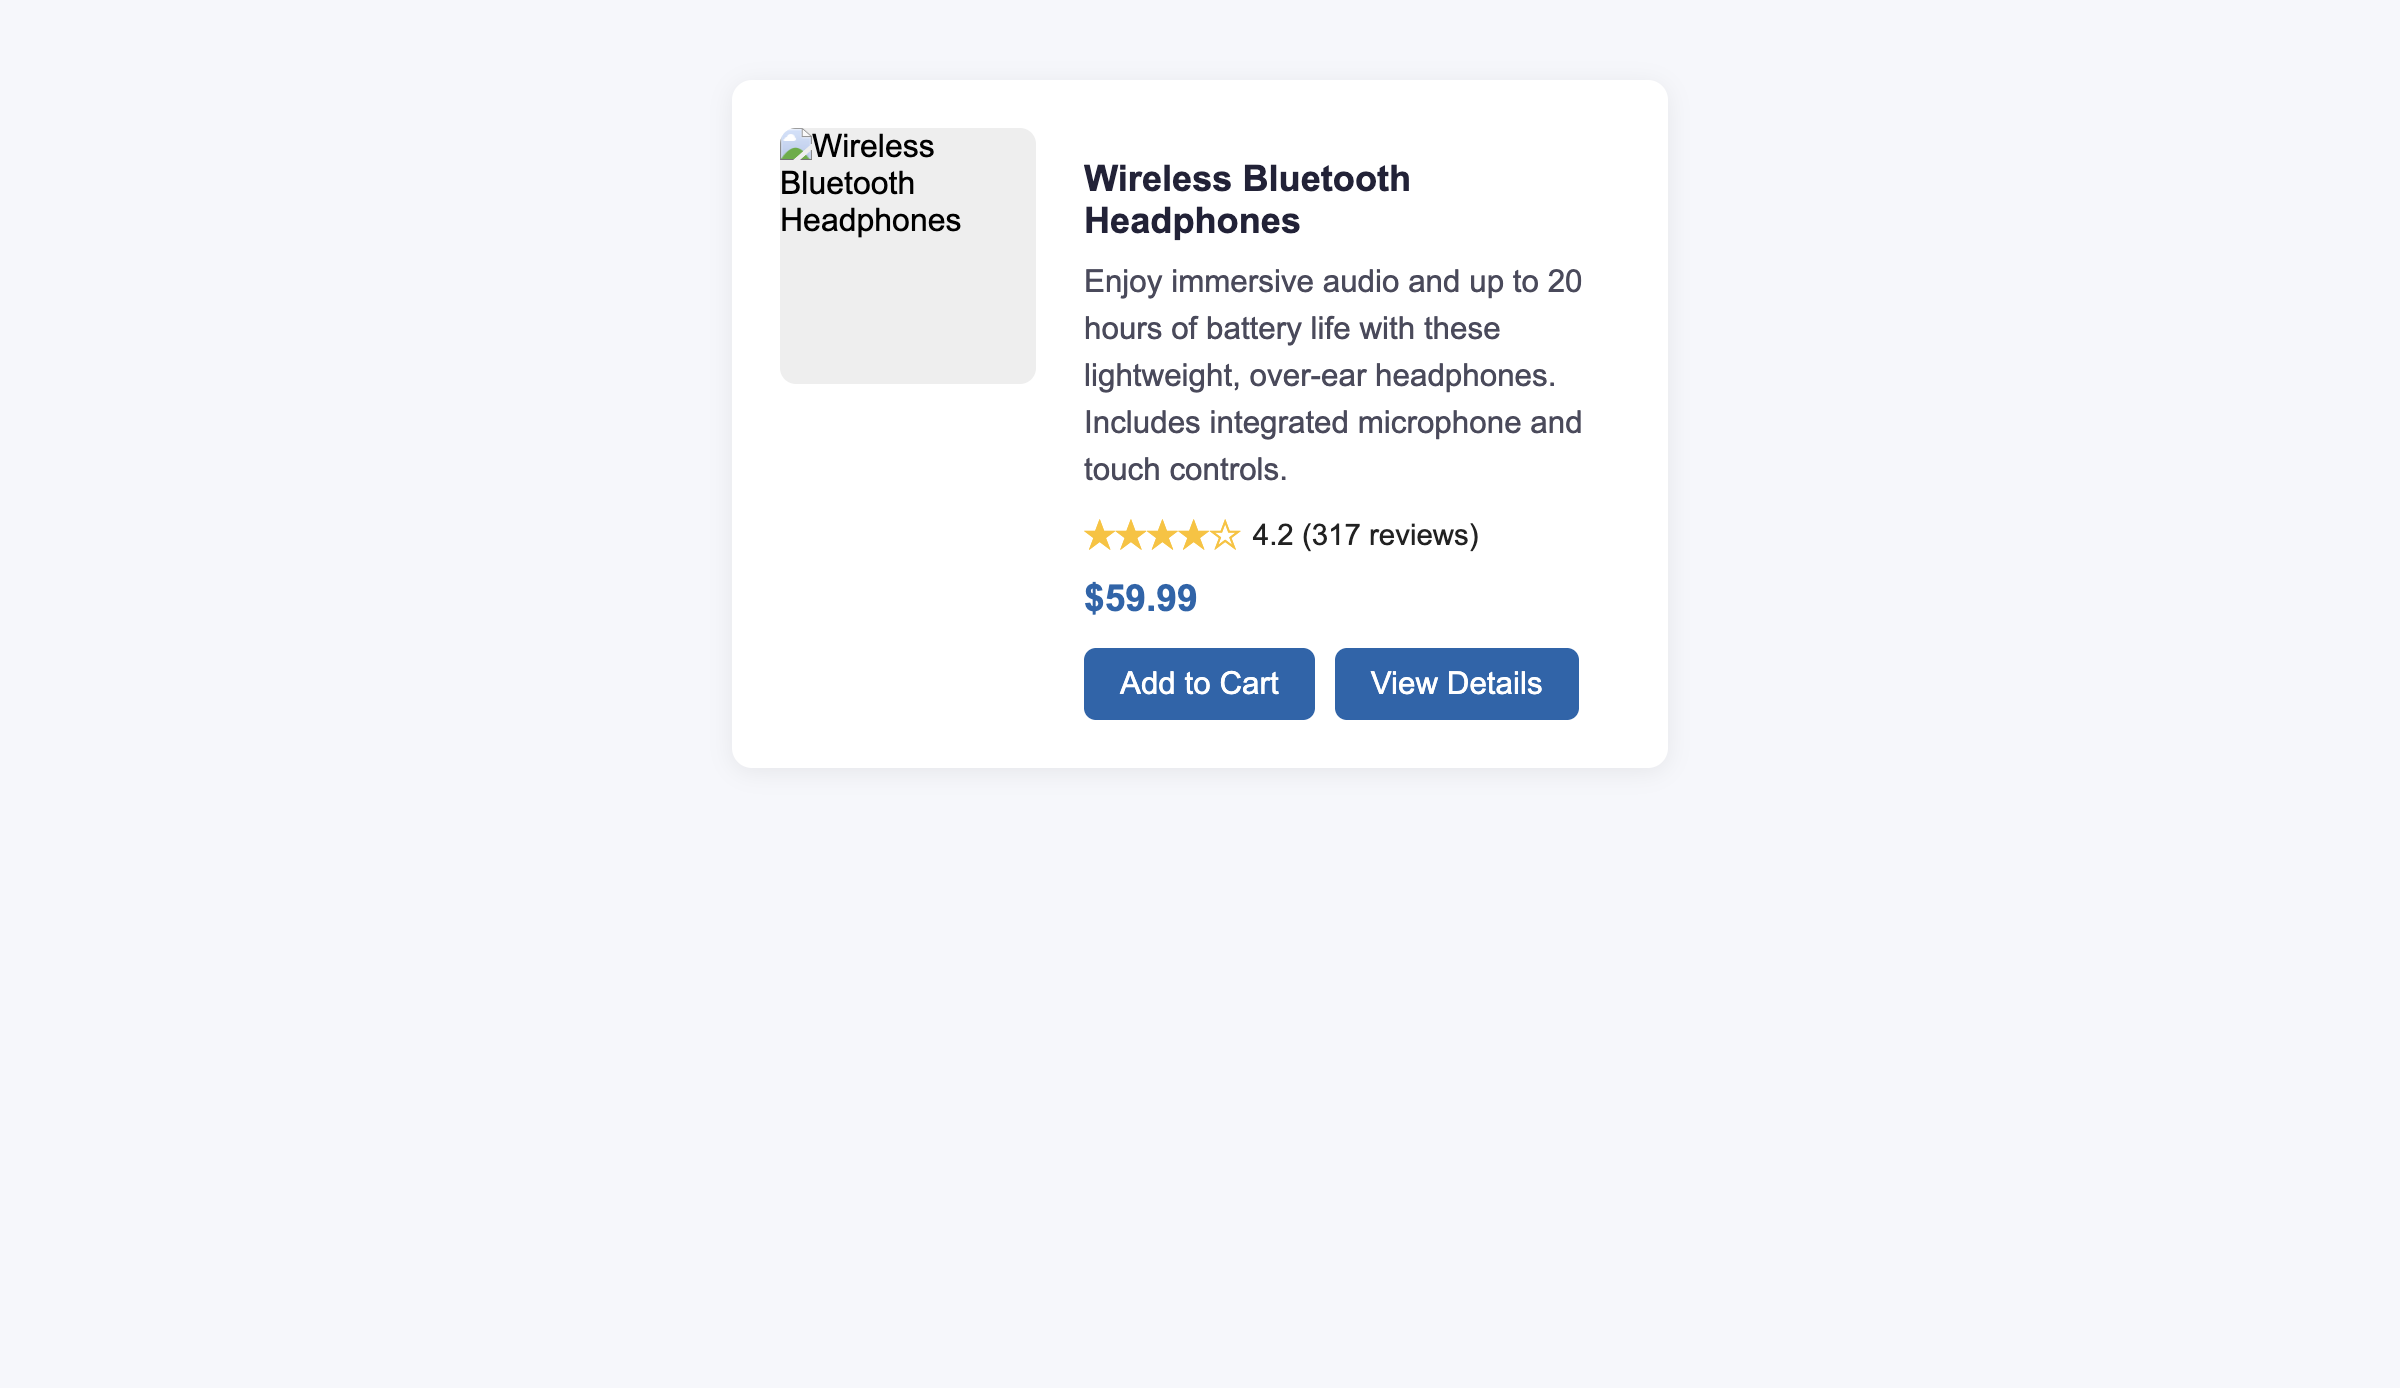 Wireless
Bluetooth
Headphones
Wireless Bluetooth
Headphones
Enjoy immersive audio and up to 20
hours of battery life with these
lightweight, over-ear headphones.
Includes integrated microphone and
touch controls.
★★★★☆ 4.2 (317 reviews)
$59.99
Add to Cart
View Details